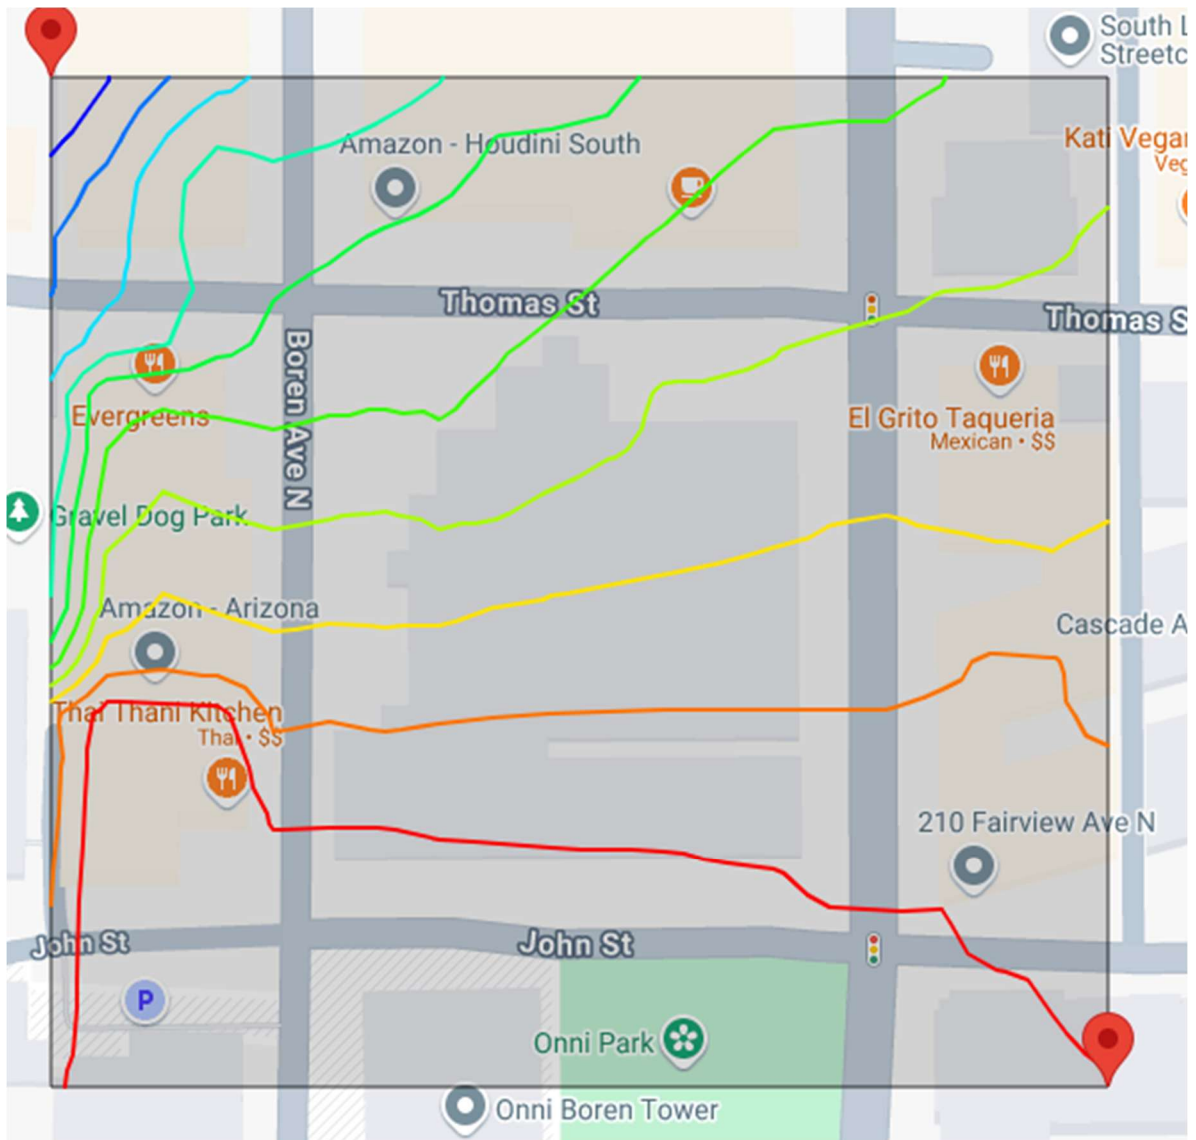 South L
Streetc
Amazon - Houdini South
Kati Vegan
Veg
Thomas St
Thomas S
Boren Ave N
Evergreens
El Grito Taqueria
Mexican • $$
Gravel Dog Park
Amazon - Arizona
Cascade A
Thai Thani Kitchen
Thai • $$
210 Fairview Ave N
John St
John St
P
Onni Park
Onni Boren Tower